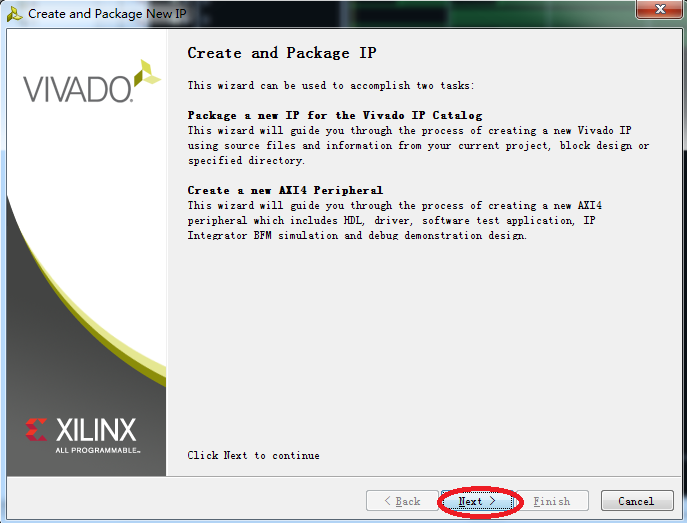 Create and Package New IP
VIVADO
Create and Package IP
This wizard can be used to accomplish two tasks:
Package a new IP for the Vivado IP Catalog
This wizard will guide you through the process of creating a new Vivado IP
using source files and information from your current project, block design or
specified directory.
Create a new AXI4 Peripheral
This wizard will guide you through the process of creating a new AXI4
peripheral which includes HDL, driver, software test application, IP
Integrator BFM simulation and debug demonstration design.
XILINX
ALL PROGRAMMABLE™
Click Next to continue
< Back
Next >
Finish
Cancel